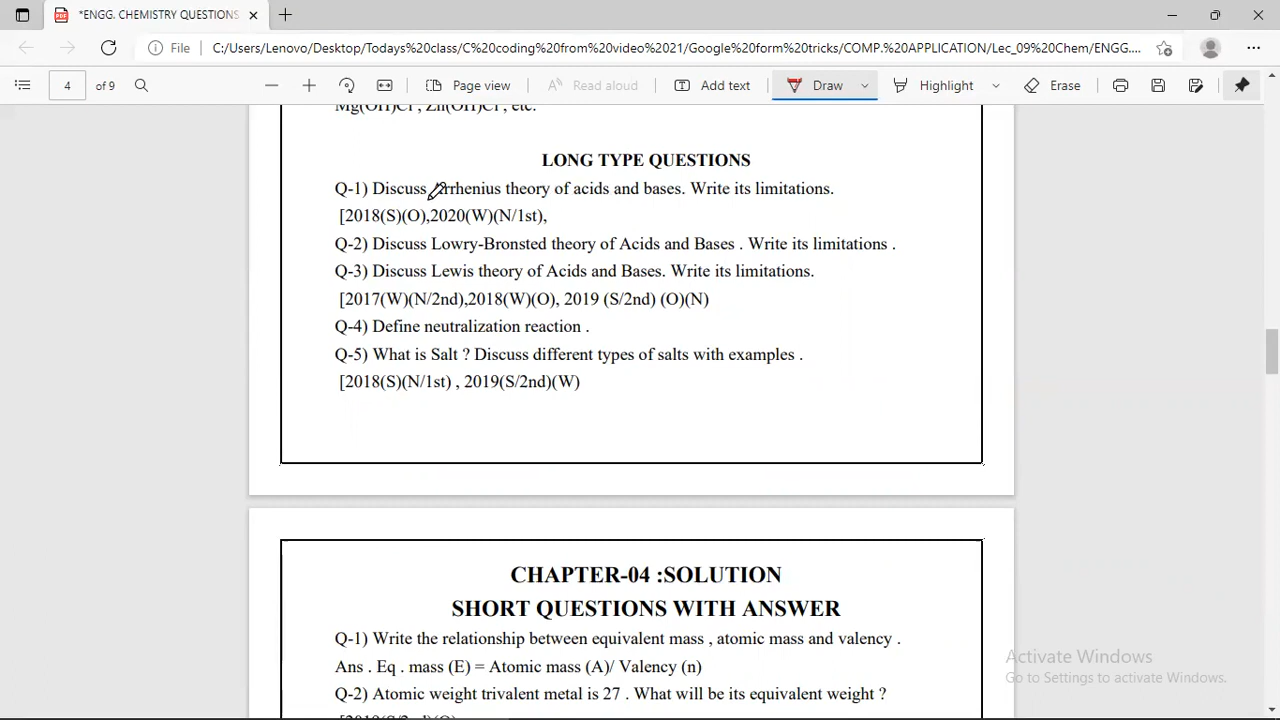 *ENGG. CHEMISTRY QUESTIONS
File C:/Users/Lenovo/Desktop/Todays%20class/C%20coding%20from%20video%202021/Google%20form%20tricks/COMP.%20APPLICATION/Lec_09%20Chem/ENGG....
4 of 9 Page view Read aloud Add text Draw Highlight Erase
Mg(OH)Cl , Zn(OH)Cl , etc.
LONG TYPE QUESTIONS
Q-1) Discuss Arrhenius theory of acids and bases. Write its limitations.
[2018(S)(O),2020(W)(N/1st),
Q-2) Discuss Lowry-Bronsted theory of Acids and Bases . Write its limitations .
Q-3) Discuss Lewis theory of Acids and Bases. Write its limitations.
[2017(W)(N/2nd),2018(W)(O), 2019 (S/2nd) (O)(N)
Q-4) Define neutralization reaction .
Q-5) What is Salt ? Discuss different types of salts with examples .
[2018(S)(N/1st) , 2019(S/2nd)(W)
CHAPTER-04 :SOLUTION
SHORT QUESTIONS WITH ANSWER
Q-1) Write the relationship between equivalent mass , atomic mass and valency .
Ans . Eq . mass (E) = Atomic mass (A)/ Valency (n)
Q-2) Atomic weight trivalent metal is 27 . What will be its equivalent weight ?
[2019(S/2nd)(O)
Activate Windows
Go to Settings to activate Windows.